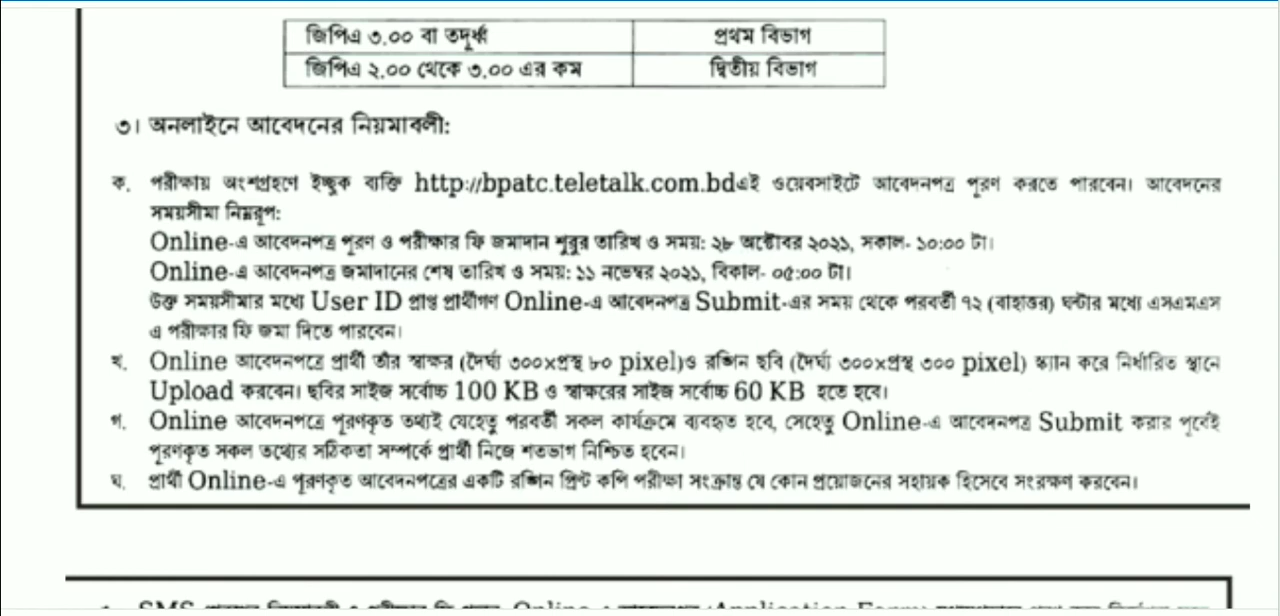 জিপিএ ৩.০০ বা তদূর্ধ্ব প্রথম বিভাগ
জিপিএ ২.০০ থেকে ৩.০০ এর কম দ্বিতীয় বিভাগ
৩। অনলাইনে আবেদনের নিয়মাবলী:
ক. পরীক্ষায় অংশগ্রহণে ইচ্ছুক ব্যক্তি http://bpatc.teletalk.com.bdএই ওয়েবসাইটে আবেদনপত্র পূরণ করতে পারবেন। আবেদনের
সময়সীমা নিম্নরূপ:
Online-এ আবেদনপত্র পূরণ ও পরীক্ষার ফি জমাদান শুরুর তারিখ ও সময়: ২৮ অক্টোবর ২০২১, সকাল- ১০:০০ টা।
Online-এ আবেদনপত্র জমাদানের শেষ তারিখ ও সময়: ১১ নভেম্বর ২০২১, বিকাল- ০৫:০০ টা।
উক্ত সময়সীমার মধ্যে User ID প্রাপ্ত প্রার্থীগণ Online-এ আবেদনপত্র Submit-এর সময় থেকে পরবর্তী ৭২ (বাহাত্তর) ঘন্টার মধ্যে এসএমএস
এ পরীক্ষার ফি জমা দিতে পারবেন।
খ. Online আবেদনপত্রে প্রার্থী তাঁর স্বাক্ষর (দৈর্ঘ্য ৩০০xপ্রস্থ ৮০ pixel)ও রঙ্গিন ছবি (দৈর্ঘ্য ৩০০xপ্রস্থ ৩০০ pixel) স্ক্যান করে নির্ধারিত স্থানে
Upload করবেন। ছবির সাইজ সর্বোচ্চ 100 KB ও স্বাক্ষরের সাইজ সর্বোচ্চ 60 KB হতে হবে।
গ. Online আবেদনপত্রে পূরণকৃত তথ্যই যেহেতু পরবর্তী সকল কার্যক্রমে ব্যবহৃত হবে, সেহেতু Online-এ আবেদনপত্র Submit করার পূর্বেই
পূরণকৃত সকল তথ্যের সঠিকতা সম্পর্কে প্রার্থী নিজে শতভাগ নিশ্চিত হবেন।
ঘ. প্রার্থী Online-এ পূরণকৃত আবেদনপত্রের একটি রঙ্গিন প্রিন্ট কপি পরীক্ষা সংক্রান্ত যে কোন প্রয়োজনের সহায়ক হিসেবে সংরক্ষণ করবেন।
SMS